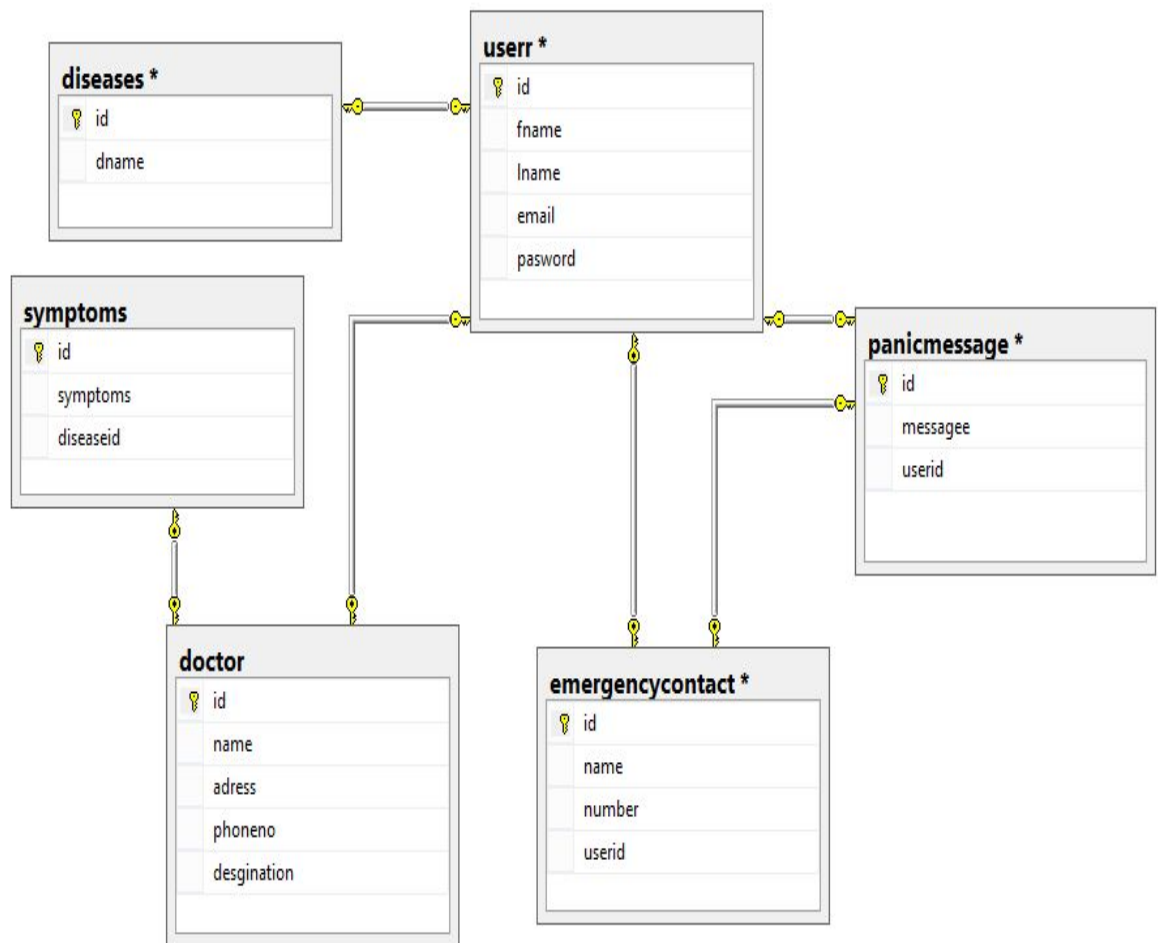 diseases *
id
dname
userr *
id
fname
lname
email
pasword
symptoms
id
symptoms
diseaseid
panicmessage *
id
messagee
userid
doctor
id
name
adress
phoneno
desgination
emergencycontact *
id
name
number
userid